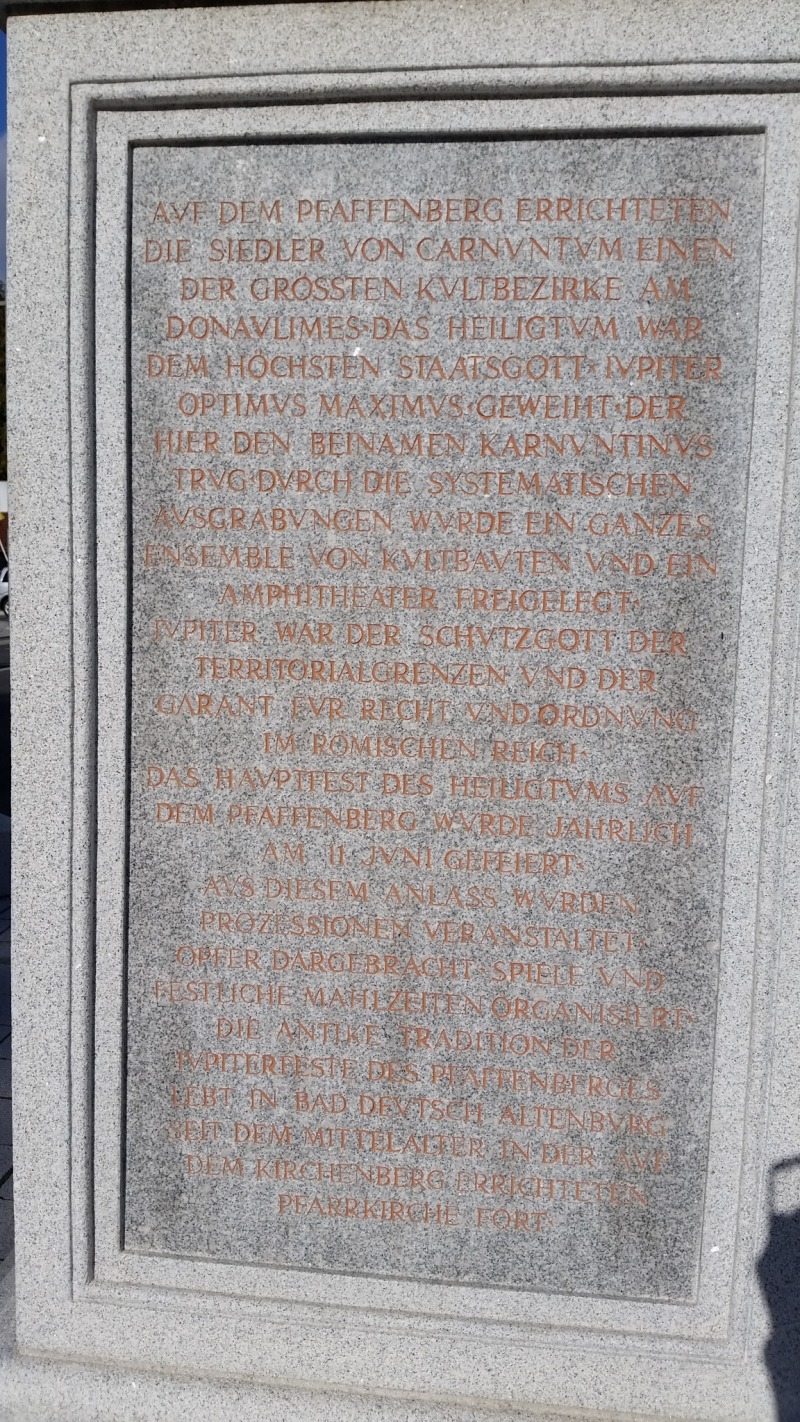 AVF DEM PFAFFENBERG ERRICHTETEN
DIE SIEDLER VON CARNVNTVM EINEN
DER GRÖSSTEN KVLTBEZIRKE AM
DONAVLIMES·DAS HEILIGTVM WAR
DEM HÖCHSTEN STAATSGOTT·IVPITER
OPTIMVS MAXIMVS·GEWEIHT·DER
HIER DEN BEINAMEN KARNVNTINVS
TRVG·DVRCH DIE SYSTEMATISCHEN
AVSGRABVNGEN WVRDE EIN GANZES
ENSEMBLE VON KVLTBAVTEN VND EIN
AMPHITHEATER FREIGELEGT·
IVPITER WAR DER SCHVTZGOTT DER
TERRITORIALGRENZEN VND DER
GARANT FVR RECHT VND ORDNVNG
IM RÖMISCHEN REICH·
DAS HAVPTFEST DES HEILIGTVMS AVF
DEM PFAFFENBERG WVRDE JÄHRLICH
AM 11·JVNI GEFEIERT·
AVS DIESEM ANLASS WVRDEN
PROZESSIONEN VERANSTALTET·
OPFER DARGEBRACHT·SPIELE VND
FESTLICHE MAHLZEITEN ORGANISIERT·
DIE ANTIKE TRADITION DER
IVPITERFESTE DES PFAFFENBERGES
LEBT IN BAD DEVTSCH ALTENBVRG
SEIT DEM MITTELALTER IN DER AVF
DEM KIRCHENBERG ERRICHTETEN
PFARRKIRCHE FORT·